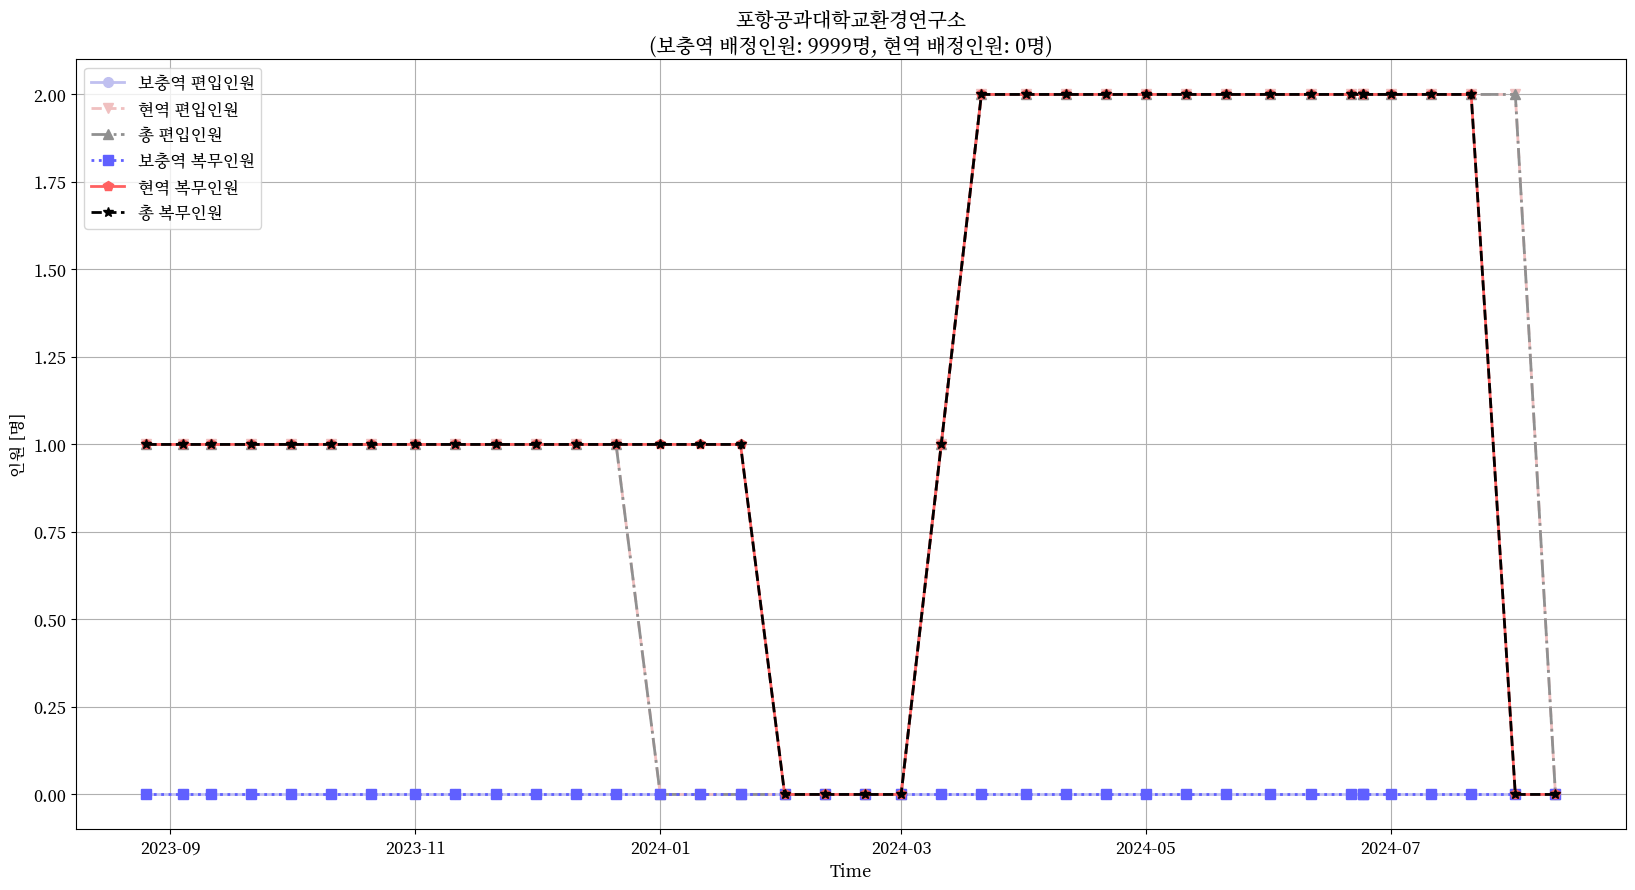 포항공과대학교환경연구소
(보충역 배정인원: 9999명, 현역 배정인원: 0명)
보충역 편입인원
현역 편입인원
총 편입인원
보충역 복무인원
현역 복무인원
총 복무인원
인원 [명]
2.00
1.75
1.50
1.25
1.00
0.75
0.50
0.25
0.00
2023-09
2023-11
2024-01
2024-03
2024-05
2024-07
Time